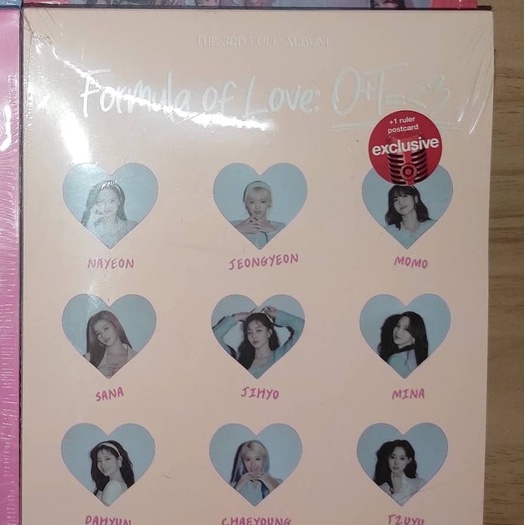 THE 3RD FULL ALBUM
Formula of Love: O+T=<3
+1 ruler
postcard
exclusive
NAYEON
JEONGYEON
MOMO
SANA
JIHYO
MINA
DAHYUN
CHAEYOUNG
TZUYU